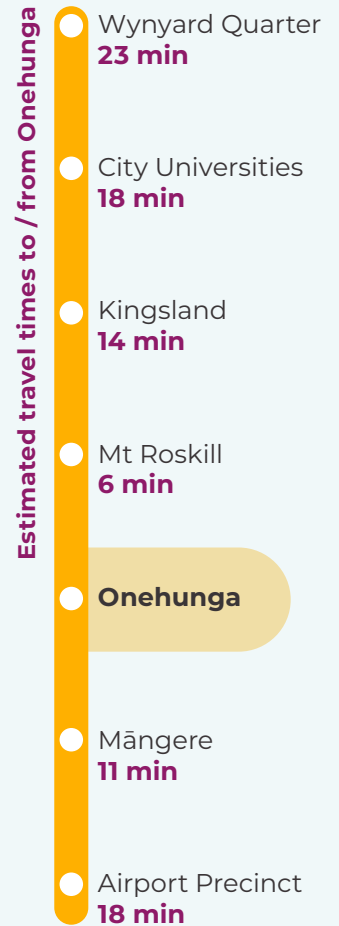 Estimated travel times to / from Onehunga
Wynyard Quarter
23 min
City Universities
18 min
Kingsland
14 min
Mt Roskill
6 min
Onehunga
Māngere
11 min
Airport Precinct
18 min